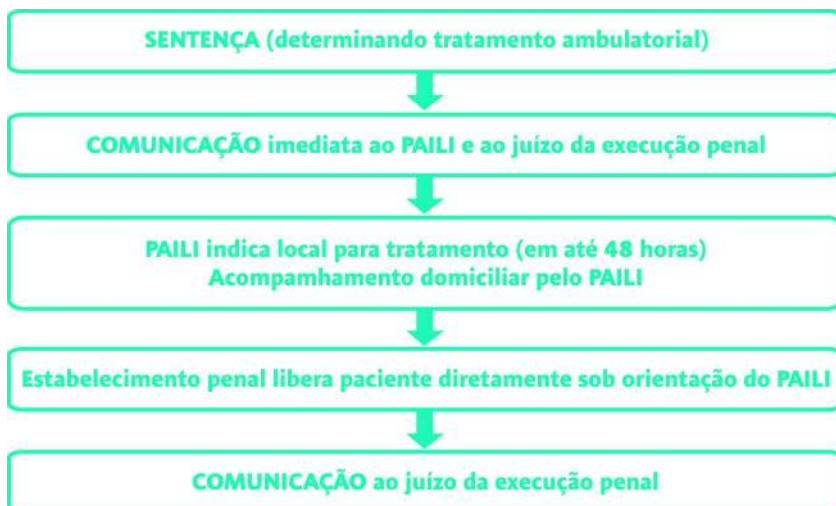 SENTENÇA (determinando tratamento ambulatorial)
COMUNICAÇÃO imediata ao PAILI e ao juízo da execução penal
PAILI indica local para tratamento (em até 48 horas)
Acompamhamento domiciliar pelo PAILI
Estabelecimento penal libera paciente diretamente sob orientação do PAILI
COMUNICAÇÃO ao juízo da execução penal